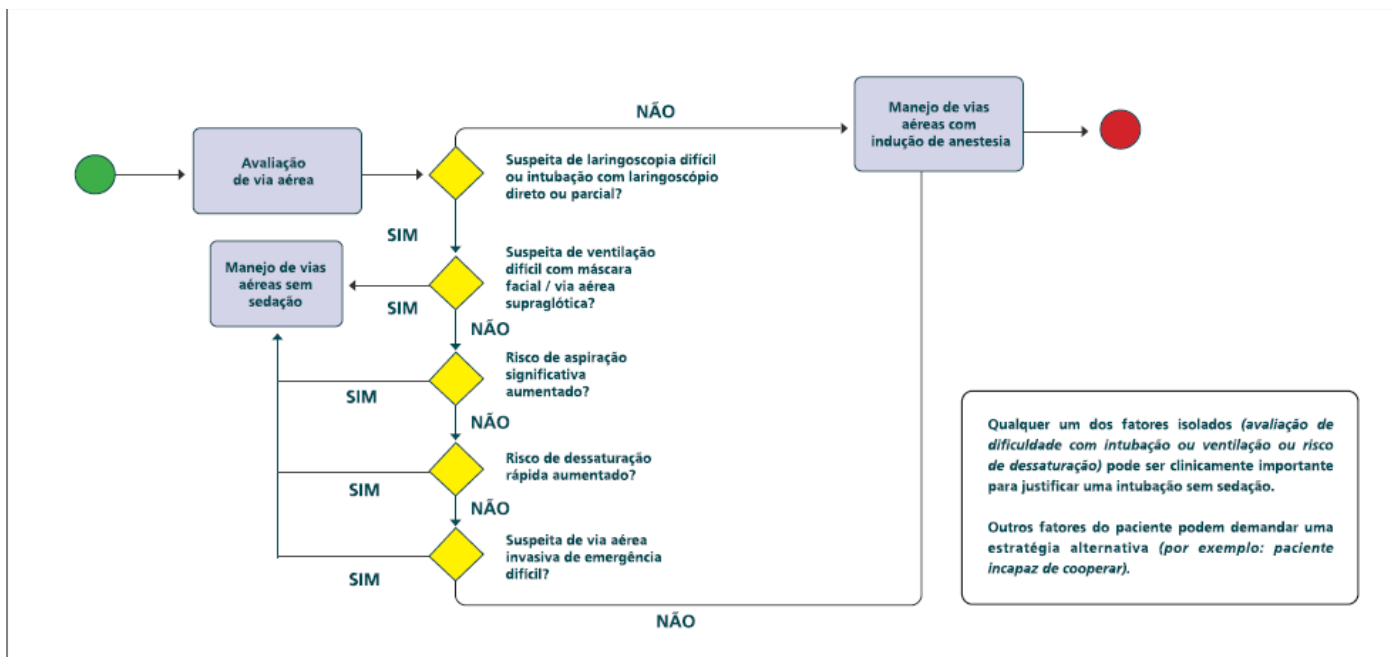 Avaliação
de via aérea
Suspeita de laringoscopia difícil
ou intubação com laringoscópio
direto ou parcial?
NÃO
Manejo de vias
aéreas com
indução de anestesia
SIM
Suspeita de ventilação
difícil com máscara
facial / via aérea
supraglótica?
SIM
Manejo de vias
aéreas sem
sedação
NÃO
Risco de aspiração
significativa
aumentado?
SIM
NÃO
Risco de dessaturação
rápida aumentado?
SIM
NÃO
Suspeita de via aérea
invasiva de emergência
difícil?
SIM
NÃO
Qualquer um dos fatores isolados (avaliação de
dificuldade com intubação ou ventilação ou risco
de dessaturação) pode ser clinicamente importante
para justificar uma intubação sem sedação.
Outros fatores do paciente podem demandar uma
estratégia alternativa (por exemplo: paciente
incapaz de cooperar).